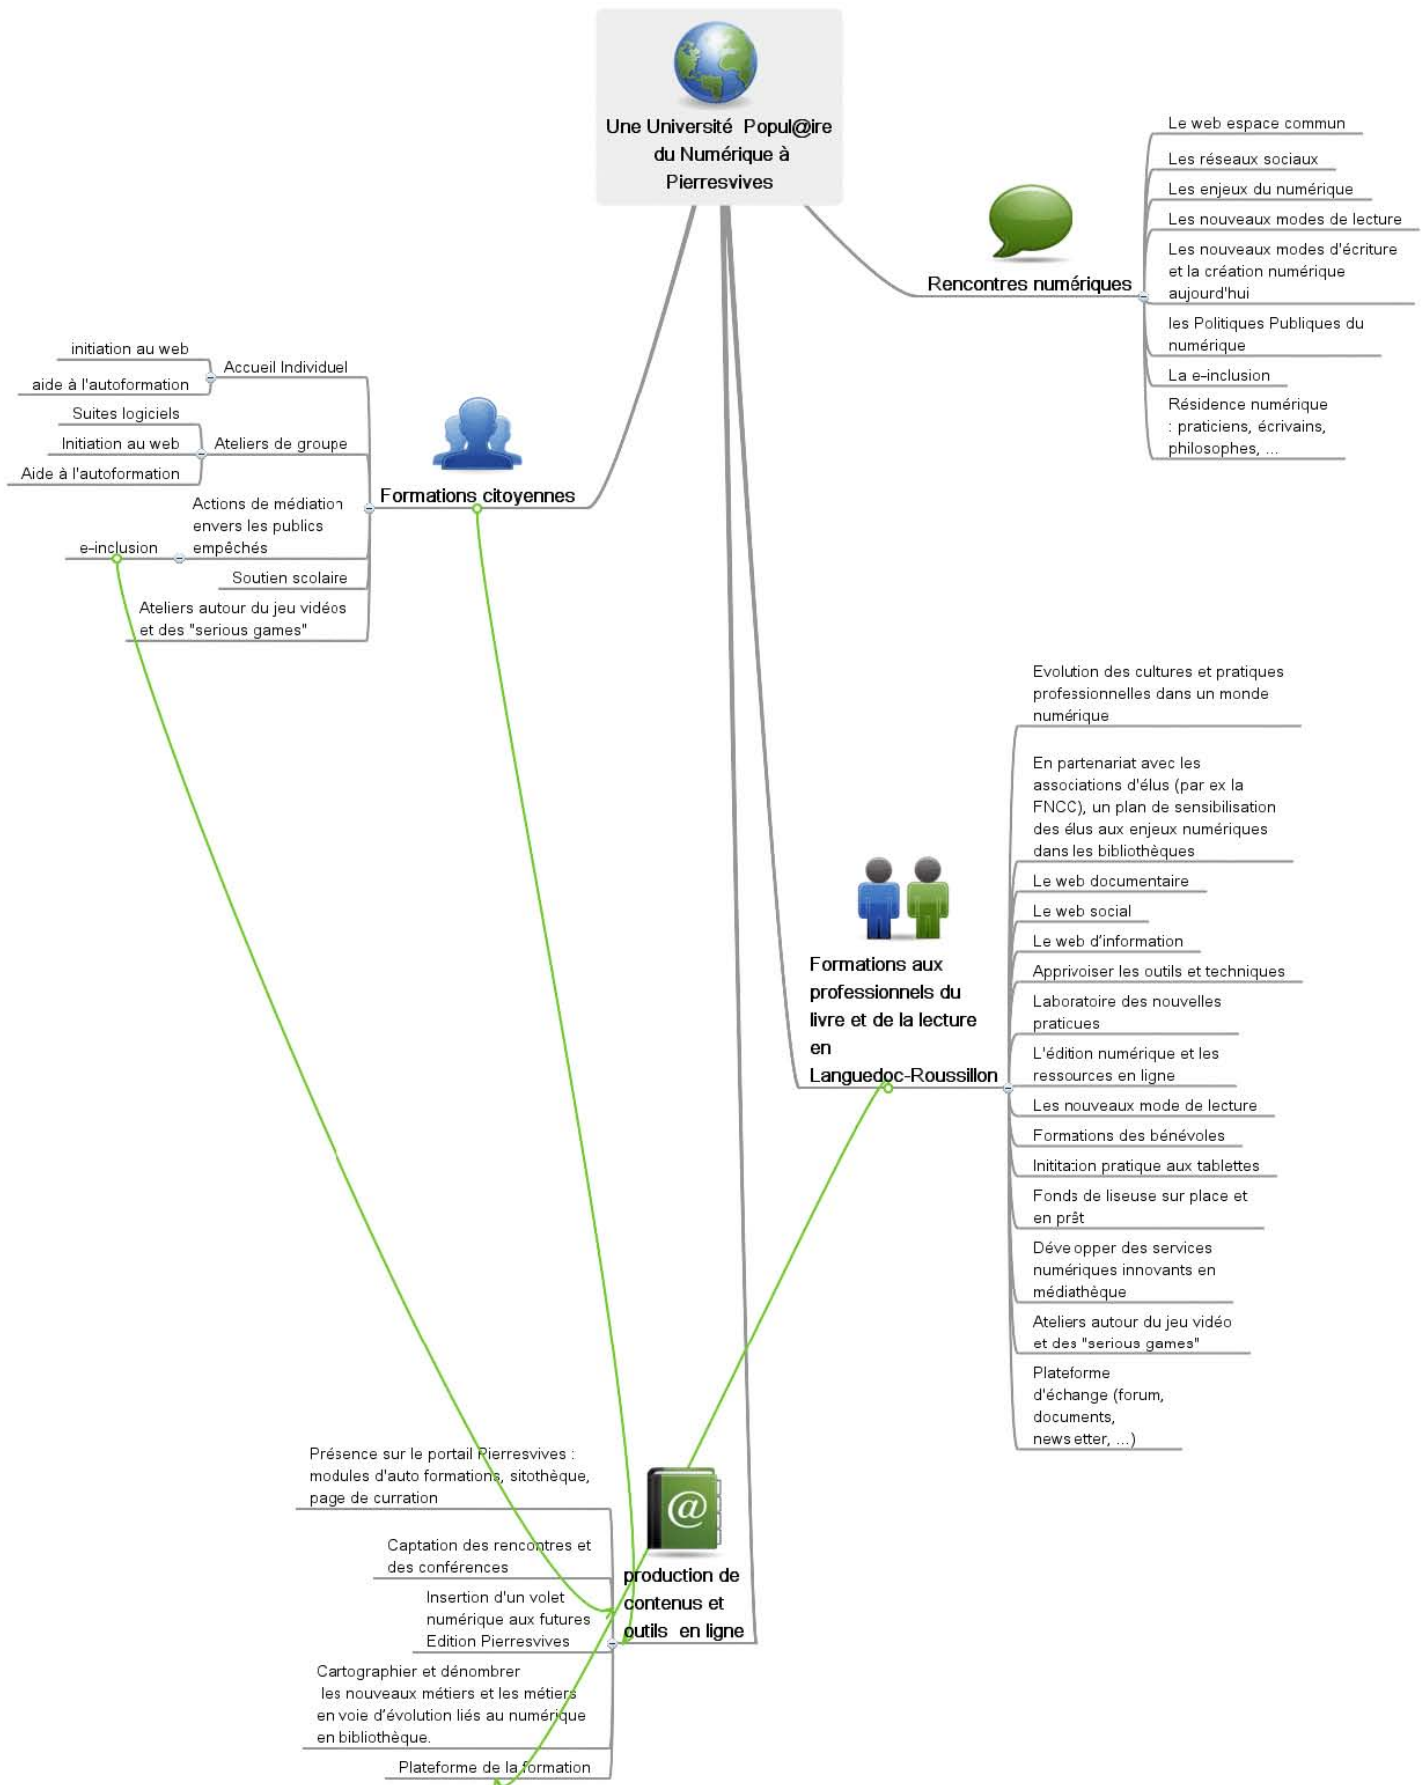 Une Université Popul@ire
du Numérique à
Pierresvives
Rencontres numériques
Le web espace commun
Les réseaux sociaux
Les enjeux du numérique
Les nouveaux modes de lecture
Les nouveaux modes d'écriture
et la création numérique
aujourd'hui
les Politiques Publiques du
numérique
La e-inclusion
Résidence numérique
: praticiens, écrivains,
philosophes, ...
Formations citoyennes
Accueil Individuel
initiation au web
aide à l'autoformation
Ateliers de groupe
Suites logiciels
Initiation au web
Aide à l'autoformation
Actions de médiation
envers les publics
empêchés
e-inclusion
Soutien scolaire
Ateliers autour du jeu vidéos
et des "serious games"
Formations aux
professionnels du
livre et de la lecture
en
Languedoc-Roussillon
Evolution des cultures et pratiques
professionnelles dans un monde
numérique
En partenariat avec les
associations d'élus (par ex la
FNCC), un plan de sensibilisation
des élus aux enjeux numériques
dans les bibliothèques
Le web documentaire
Le web social
Le web d’information
Apprivoiser les outils et techniques
Laboratoire des nouvelles
pratiques
L'édition numérique et les
ressources en ligne
Les nouveaux mode de lecture
Formations des bénévoles
Inititation pratique aux tablettes
Fonds de liseuse sur place et
en prêt
Développer des services
numériques innovants en
médiathèque
Ateliers autour du jeu vidéo
et des "serious games"
Plateforme
d'échange (forum,
documents,
newsletter, ...)
@
production de
contenus et
outils en ligne
Présence sur le portail Pierresvives :
modules d'auto formations, sitothèque,
page de curration
Captation des rencontres et
des conférences
Insertion d'un volet
numérique aux futures
Edition Pierresvives
Cartographier et dénombrer
les nouveaux métiers et les métiers
en voie d’évolution liés au numérique
en bibliothèque.
Plateforme de la formation